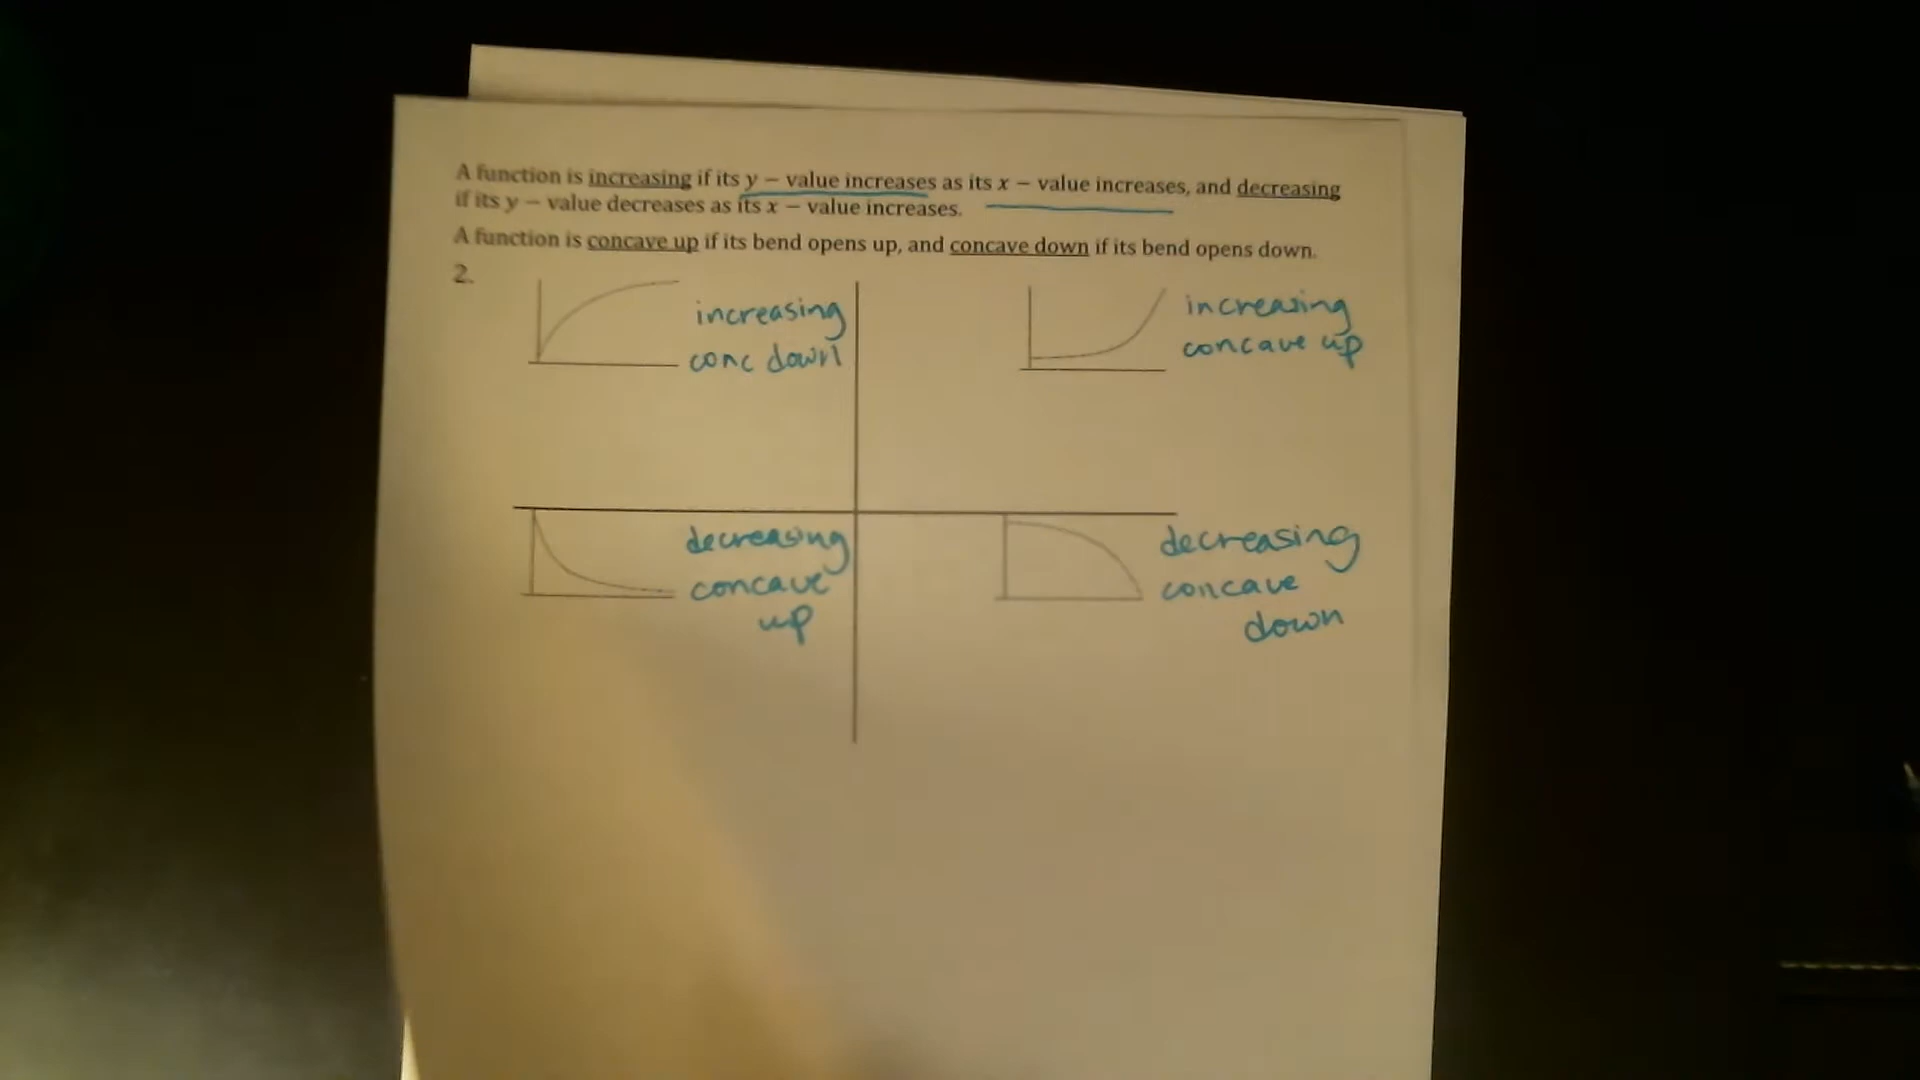 A function is increasing if its y – value increases as its x – value increases, and decreasing
if its y – value decreases as its x – value increases.
A function is concave up if its bend opens up, and concave down if its bend opens down.
2.
increasing
conc down
increasing
concave up
decreasing
concave
up
decreasing
concave
down